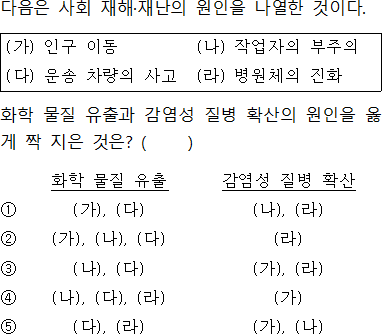 다음은 사회 재해·재난의 원인을 나열한 것이다.
(가) 인구 이동 (나) 작업자의 부주의
(다) 운송 차량의 사고 (라) 병원체의 진화
화학 물질 유출과 감염성 질병 확산의 원인을 옳
게 짝 지은 것은? ( )
화학 물질 유출 감염성 질병 확산
① (가), (다) (나), (라)
② (가), (나), (다) (라)
③ (나), (다) (가), (라)
④ (나), (다), (라) (가)
⑤ (다), (라) (가), (나)